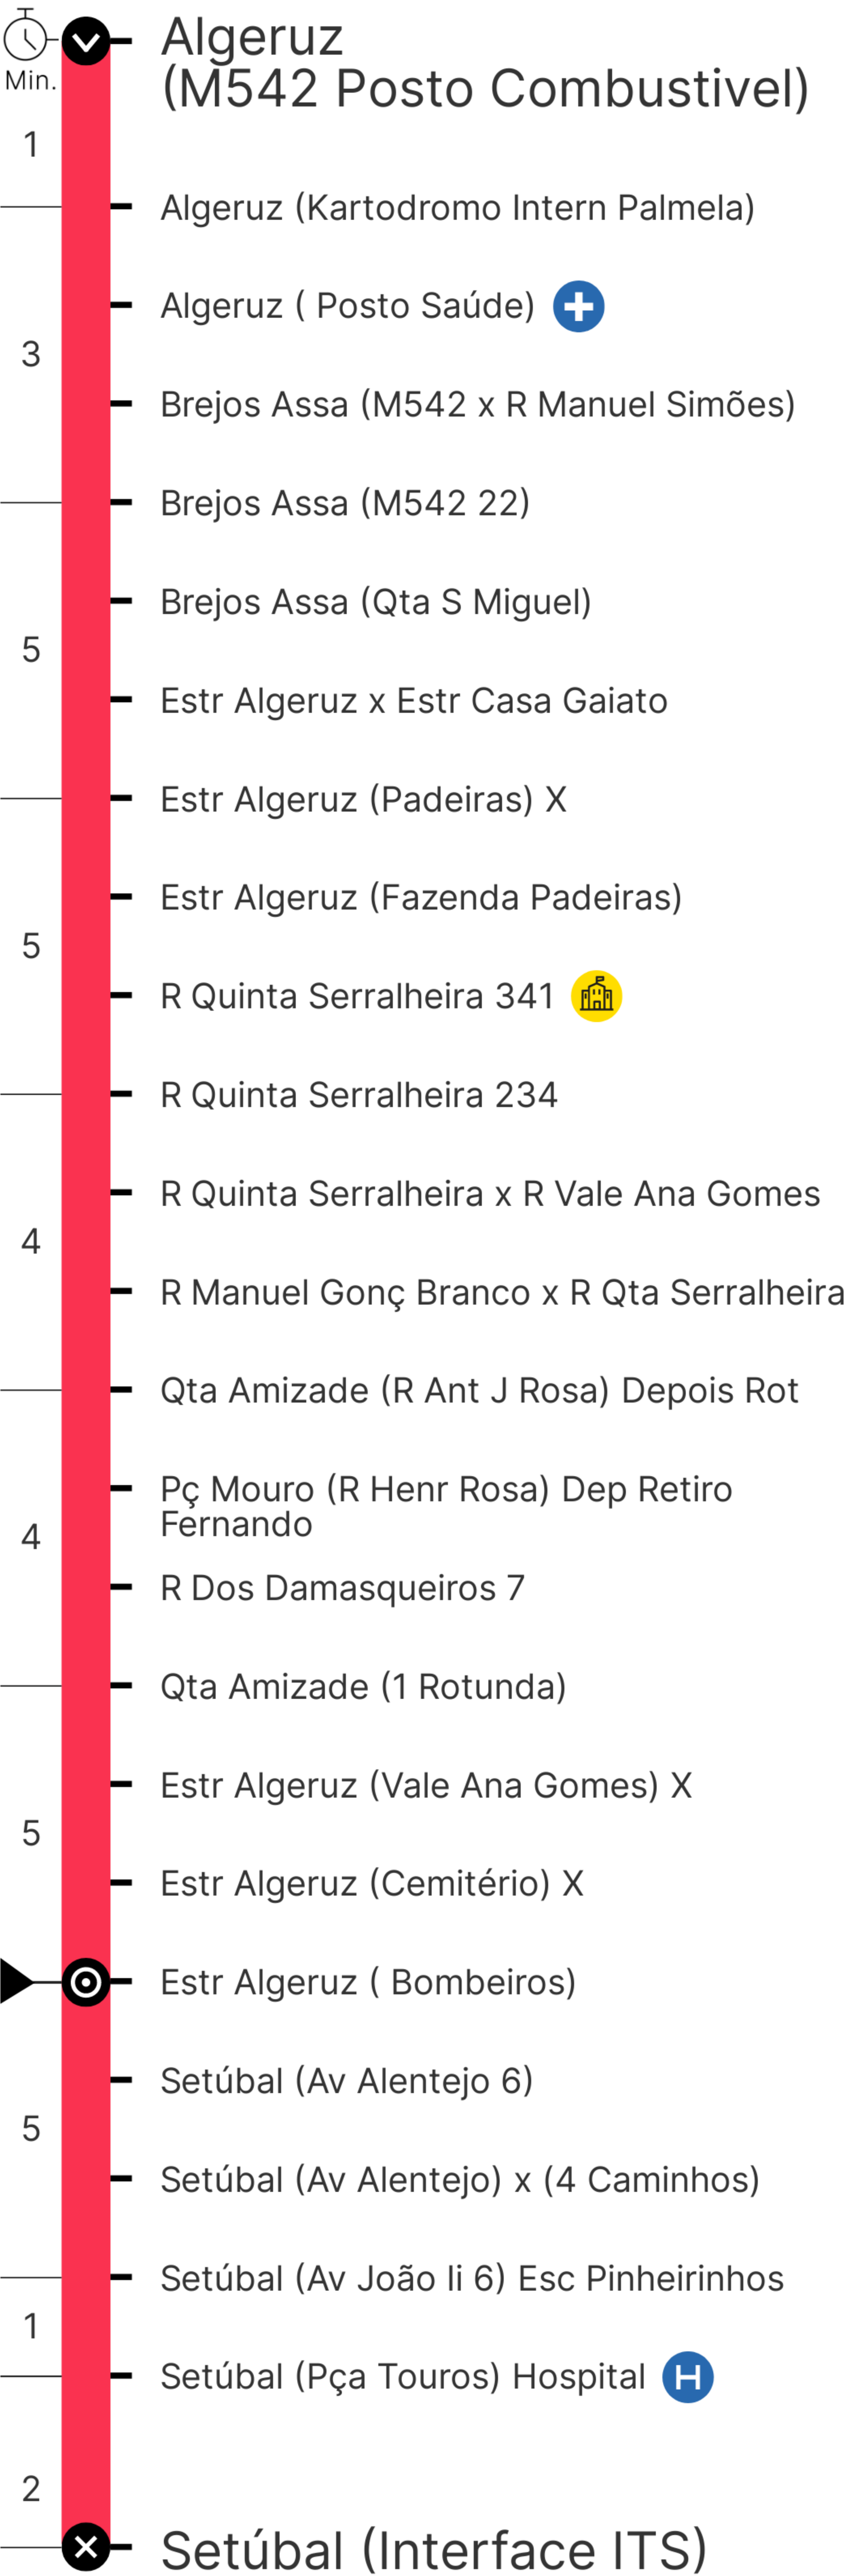 Algeruz
(M542 Posto Combustivel)
Min.
1
Algeruz (Kartodromo Intern Palmela)
Algeruz ( Posto Saúde)
3
Brejos Assa (M542 x R Manuel Simões)
Brejos Assa (M542 22)
Brejos Assa (Qta S Miguel)
5
Estr Algeruz x Estr Casa Gaiato
Estr Algeruz (Padeiras) X
Estr Algeruz (Fazenda Padeiras)
5
R Quinta Serralheira 341
R Quinta Serralheira 234
R Quinta Serralheira x R Vale Ana Gomes
4
R Manuel Gonç Branco x R Qta Serralheira
Qta Amizade (R Ant J Rosa) Depois Rot
Pç Mouro (R Henr Rosa) Dep Retiro
Fernando
4
R Dos Damasqueiros 7
Qta Amizade (1 Rotunda)
Estr Algeruz (Vale Ana Gomes) X
5
Estr Algeruz (Cemitério) X
Estr Algeruz ( Bombeiros)
Setúbal (Av Alentejo 6)
5
Setúbal (Av Alentejo) x (4 Caminhos)
Setúbal (Av João Ii 6) Esc Pinheirinhos
1
Setúbal (Pça Touros) Hospital H
2
Setúbal (Interface ITS)